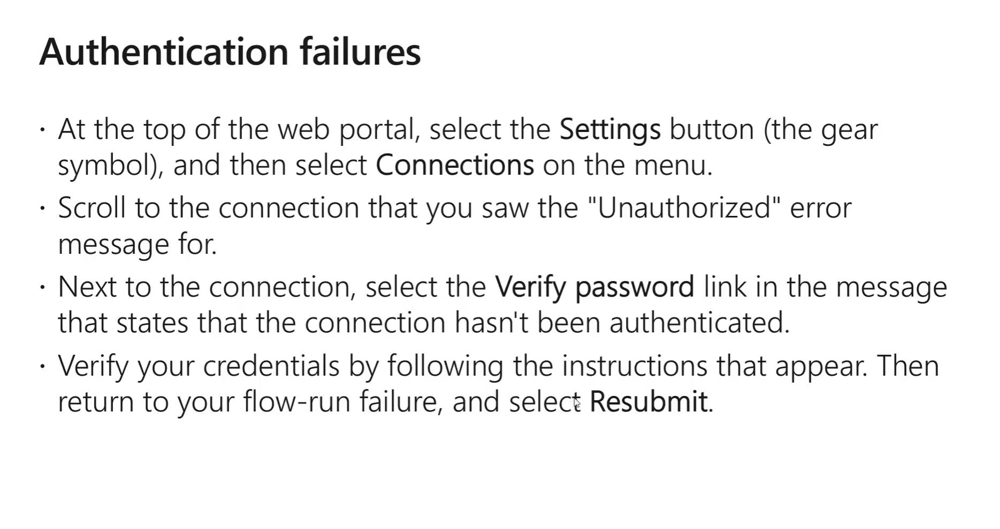 Authentication failures
· At the top of the web portal, select the Settings button (the gear
symbol), and then select Connections on the menu.
· Scroll to the connection that you saw the "Unauthorized" error
message for.
· Next to the connection, select the Verify password link in the message
that states that the connection hasn't been authenticated.
· Verify your credentials by following the instructions that appear. Then
return to your flow-run failure, and select Resubmit.